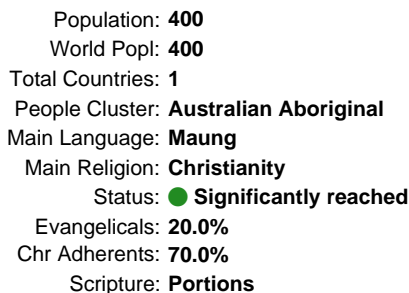 Population: 400
World Popl: 400
Total Countries: 1
People Cluster: Australian Aboriginal
Main Language: Maung
Main Religion: Christianity
Status: Significantly reached
Evangelicals: 20.0%
Chr Adherents: 70.0%
Scripture: Portions